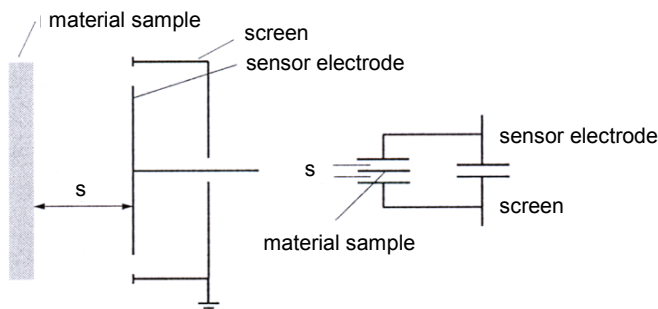 material sample
screen
sensor electrode
s
sensor electrode
s
screen
material sample